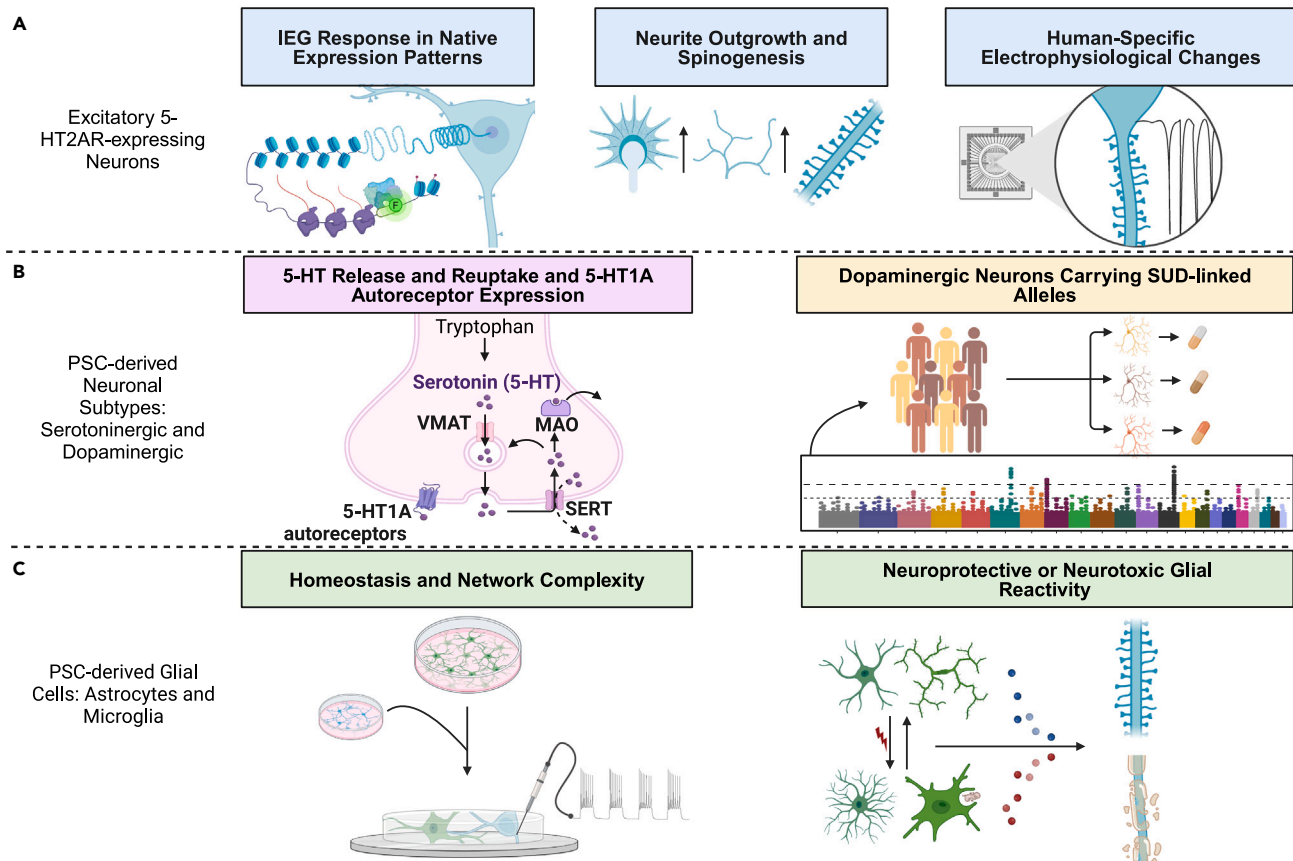 A
IEG Response in Native
Expression Patterns
Neurite Outgrowth and
Spinogenesis
Human-Specific
Electrophysiological Changes
Excitatory 5-
HT2AR-expressing
Neurons
F
B
5-HT Release and Reuptake and 5-HT1A
Autoreceptor Expression
Dopaminergic Neurons Carrying SUD-linked
Alleles
PSC-derived
Neuronal
Subtypes:
Serotoninergic and
Dopaminergic
Tryptophan
Serotonin (5-HT)
VMAT
MAO
5-HT1A
autoreceptors
SERT
C
Homeostasis and Network Complexity
Neuroprotective or Neurotoxic Glial
Reactivity
PSC-derived Glial
Cells: Astrocytes and
Microglia